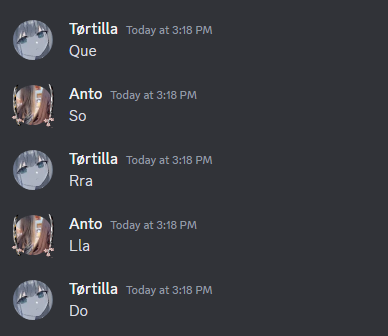 Tørtilla Today at 3:18 PM
Que
Anto Today at 3:18 PM
So
Tørtilla Today at 3:18 PM
Rra
Anto Today at 3:18 PM
Lla
Tørtilla Today at 3:18 PM
Do